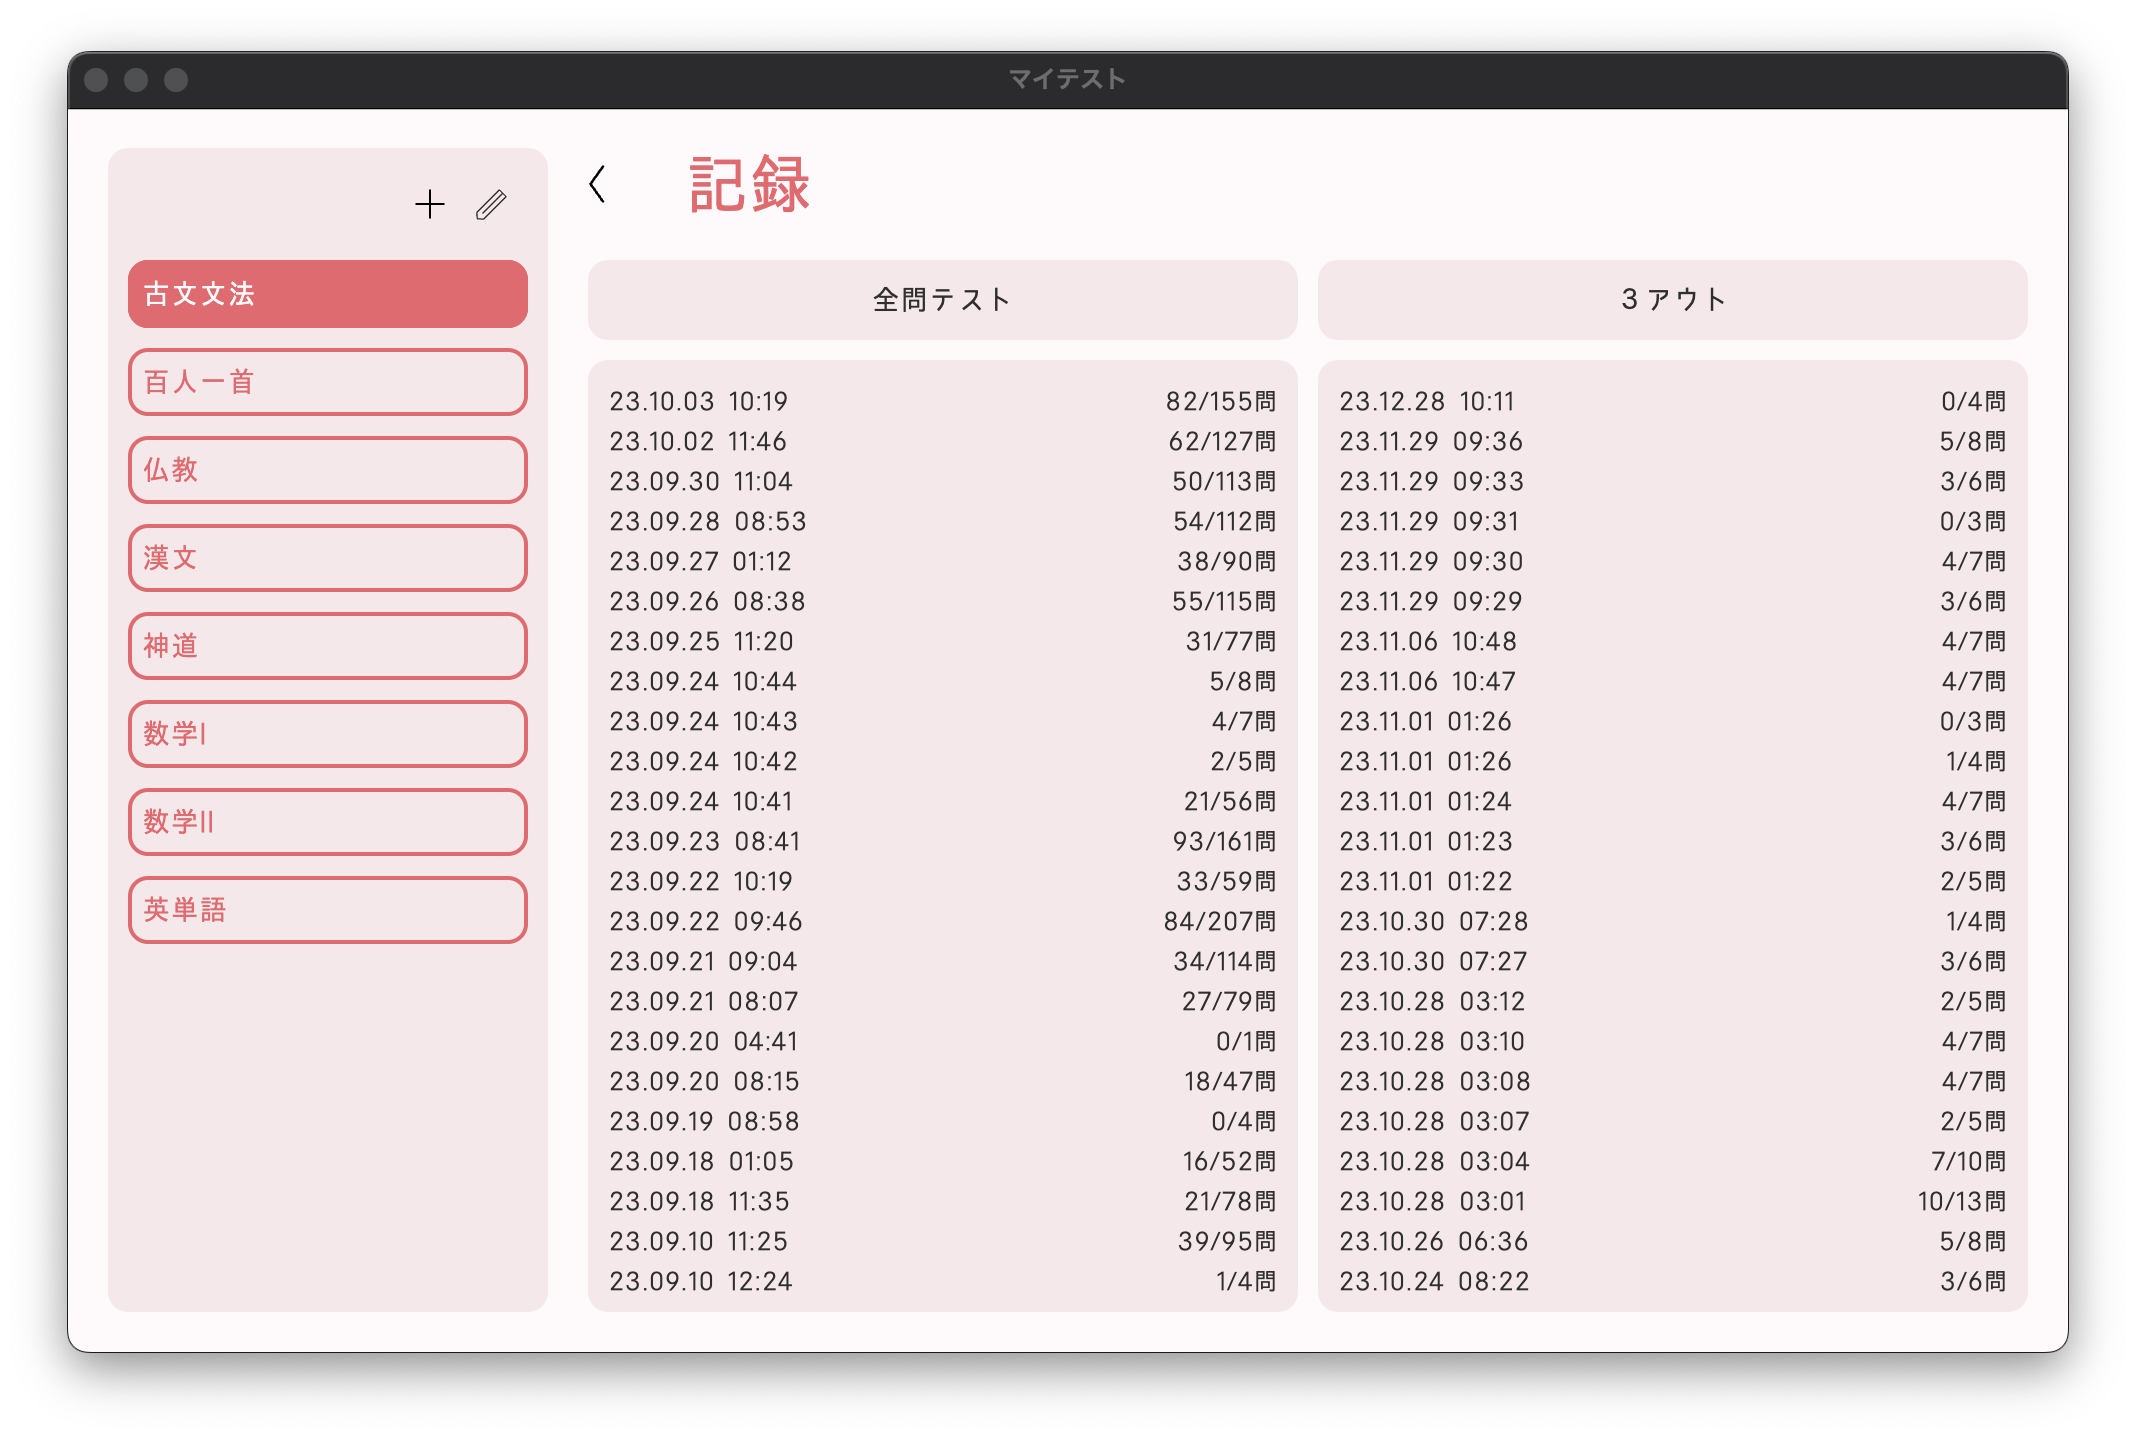 マイテスト
古文文法
百人一首
仏教
漢文
神道
数学I
数学II
英単語
記録
全問テスト
23.10.03 10:19 82/155問
23.10.02 11:46 62/127問
23.09.30 11:04 50/113問
23.09.28 08:53 54/112問
23.09.27 01:12 38/90問
23.09.26 08:38 55/115問
23.09.25 11:20 31/77問
23.09.24 10:44 5/8問
23.09.24 10:43 4/7問
23.09.24 10:42 2/5問
23.09.24 10:41 21/56問
23.09.23 08:41 93/161問
23.09.22 10:19 33/59問
23.09.22 09:46 84/207問
23.09.21 09:04 34/114問
23.09.21 08:07 27/79問
23.09.20 04:41 0/1問
23.09.20 08:15 18/47問
23.09.19 08:58 0/4問
23.09.18 01:05 16/52問
23.09.18 11:35 21/78問
23.09.10 11:25 39/95問
23.09.10 12:24 1/4問
3 アウト
23.12.28 10:11 0/4問
23.11.29 09:36 5/8問
23.11.29 09:33 3/6問
23.11.29 09:31 0/3問
23.11.29 09:30 4/7問
23.11.29 09:29 3/6問
23.11.06 10:48 4/7問
23.11.06 10:47 4/7問
23.11.01 01:26 0/3問
23.11.01 01:26 1/4問
23.11.01 01:24 4/7問
23.11.01 01:23 3/6問
23.11.01 01:22 2/5問
23.10.30 07:28 1/4問
23.10.30 07:27 3/6問
23.10.28 03:12 2/5問
23.10.28 03:10 4/7問
23.10.28 03:08 4/7問
23.10.28 03:07 2/5問
23.10.28 03:04 7/10問
23.10.28 03:01 10/13問
23.10.26 06:36 5/8問
23.10.24 08:22 3/6問